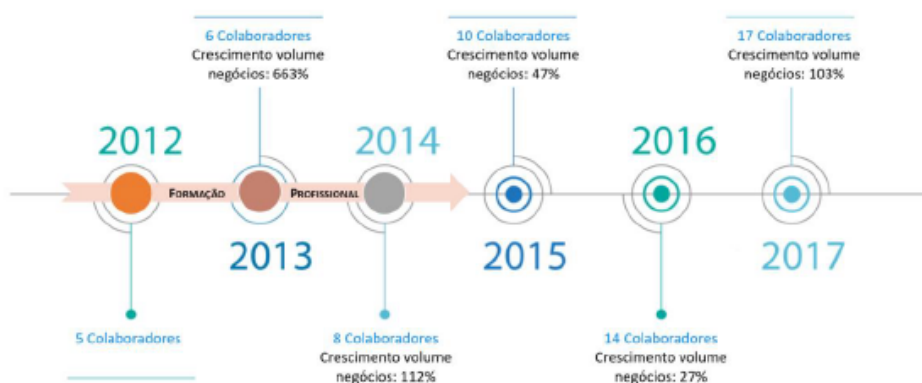 6 Colaboradores
Crescimento volume
negócios: 663%
10 Colaboradores
Crescimento volume
negócios: 47%
17 Colaboradores
Crescimento volume
negócios: 103%
2012
2014
2016
FORMAÇÃO PROFISSIONAL
2013
2015
2017
5 Colaboradores
8 Colaboradores
Crescimento volume
negócios: 112%
14 Colaboradores
Crescimento volume
negócios: 27%